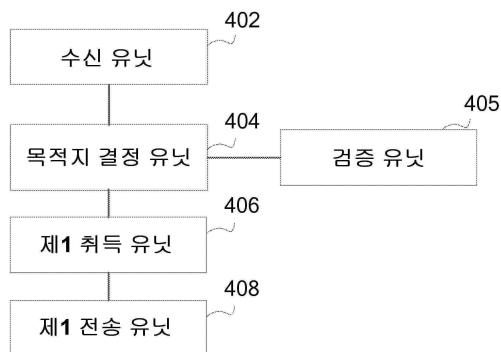 402
수신 유닛
404
목적지 결정 유닛
405
검증 유닛
406
제1 취득 유닛
408
제1 전송 유닛